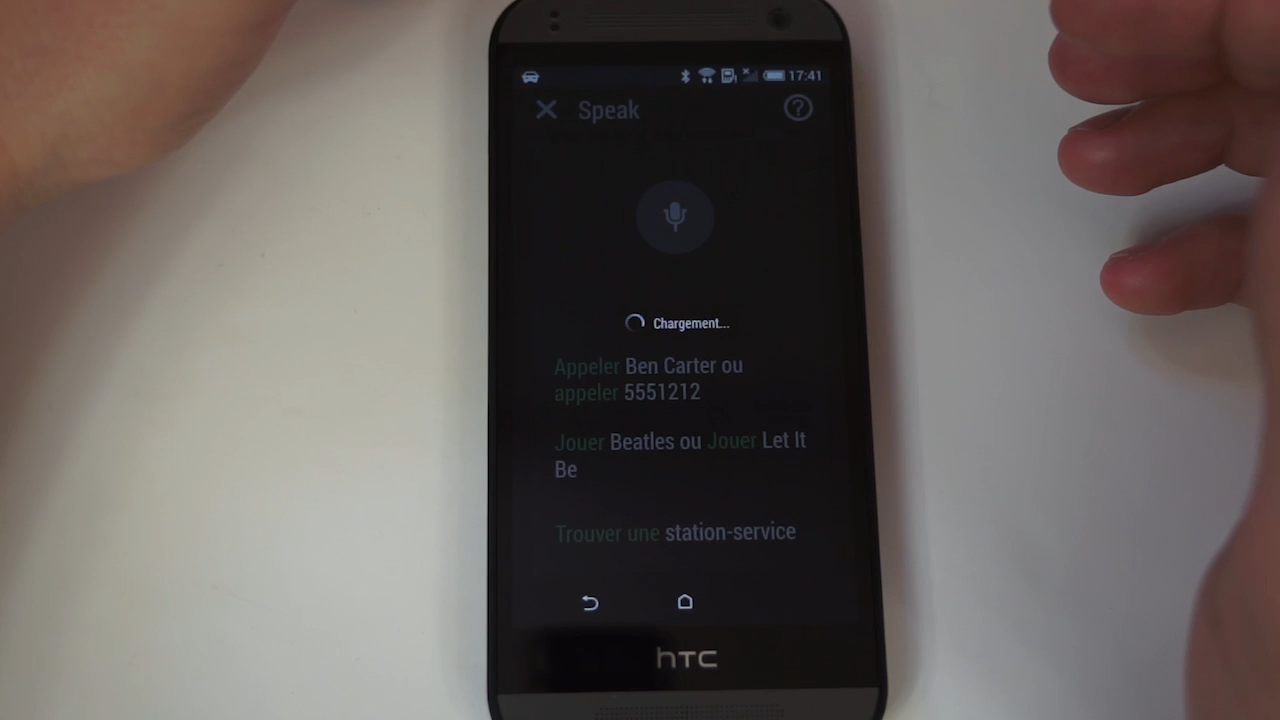 17:41
Speak
Chargement...
Appeler Ben Carter ou
appeler 5551212
Jouer Beatles ou Jouer Let It
Be
Trouver une station-service
hTC